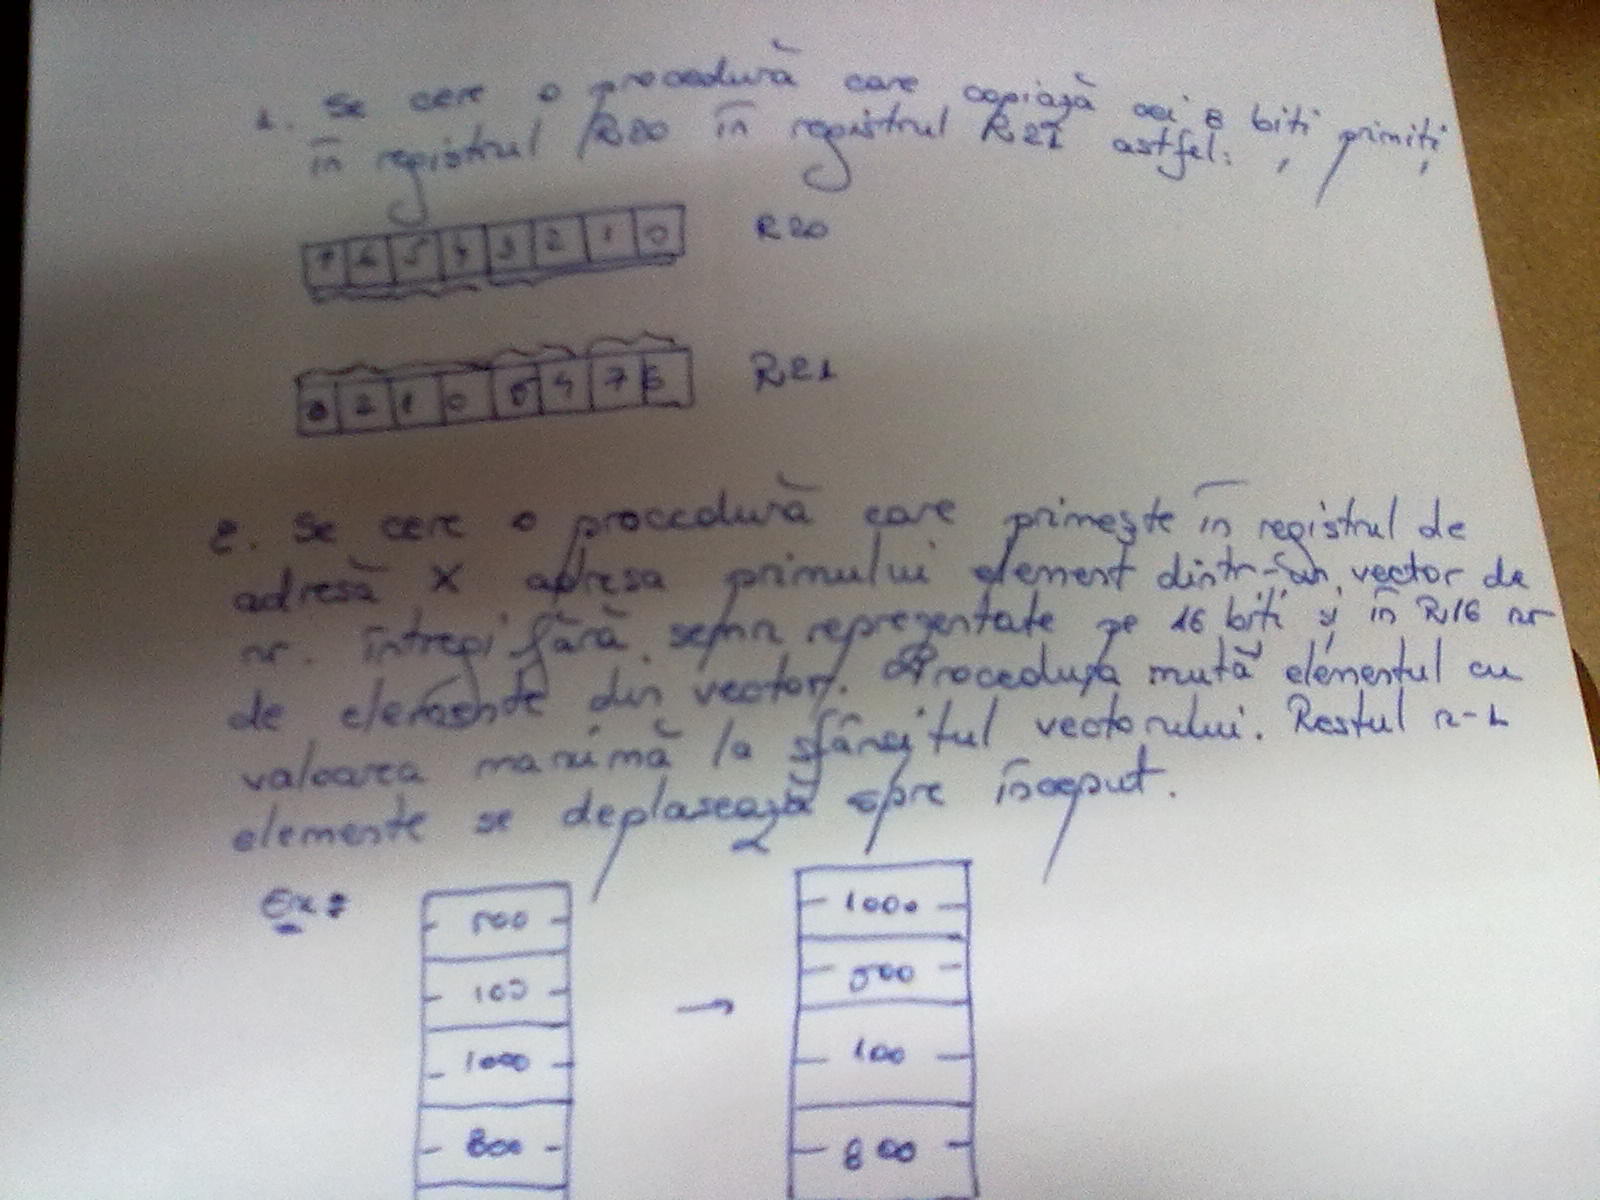 1. Se cere o procedură care copiază cei 8 biți primiți
în registrul R20 în registrul R21 astfel:
7 6 5 4 3 2 1 0 R20
3 2 1 0 5 4 7 6 R21
2. Se cere o procedură care primește în registrul de
adresă X adresa primului element dintr-un vector de
nr. întregi fără semn reprezentate pe 16 biți și în R16 nr
de elemente din vector. Procedura mută elementul cu
valoarea maximă la sfârșitul vectorului. Restul n-1
elemente se deplasează spre început.
Ex:
500 1000
100 → 500
1000 100
800 800